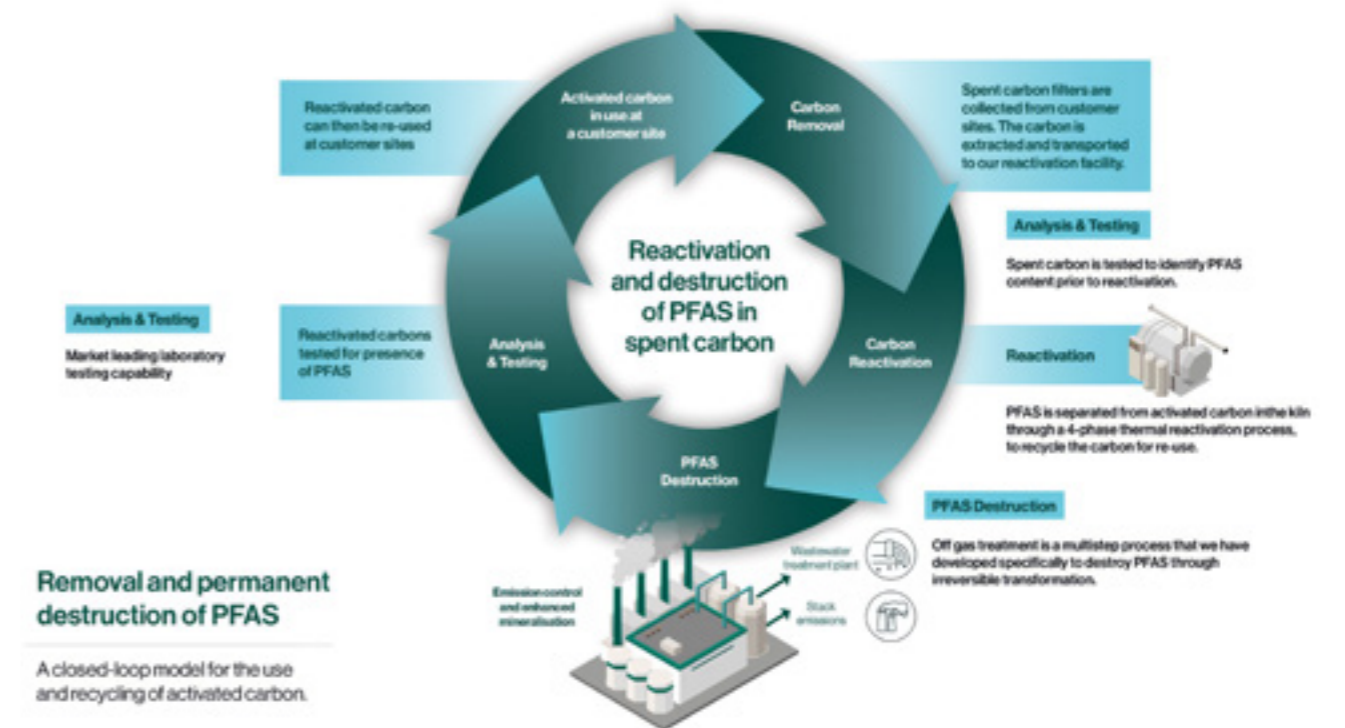 Reactivated carbon
can then be re-used
at customer sites
Activated carbon
in use at
a customer site
Carbon
Removal
Spent carbon filters are
collected from customer
sites. The carbon is
extracted and transported
to our reactivation facility.
Analysis & Testing
Spent carbon is tested to identify PFAS
content prior to reactivation.
Reactivation
and destruction
of PFAS in
spent carbon
Analysis & Testing
Market leading laboratory
testing capability
Reactivated carbons
tested for presence
of PFAS
Analysis
& Testing
Carbon
Reactivation
Reactivation
PFAS is separated from activated carbon inthe kiln
through a 4-phase thermal reactivation process,
to recycle the carbon for re-use.
PFAS
Destruction
PFAS Destruction
Off gas treatment is a multistep process that we have
developed specifically to destroy PFAS through
irreversible transformation.
Wastewater
treatment plant
Stack
emissions
Emission control
and enhanced
mineralisation
Removal and permanent
destruction of PFAS
A closed-loop model for the use
and recycling of activated carbon.